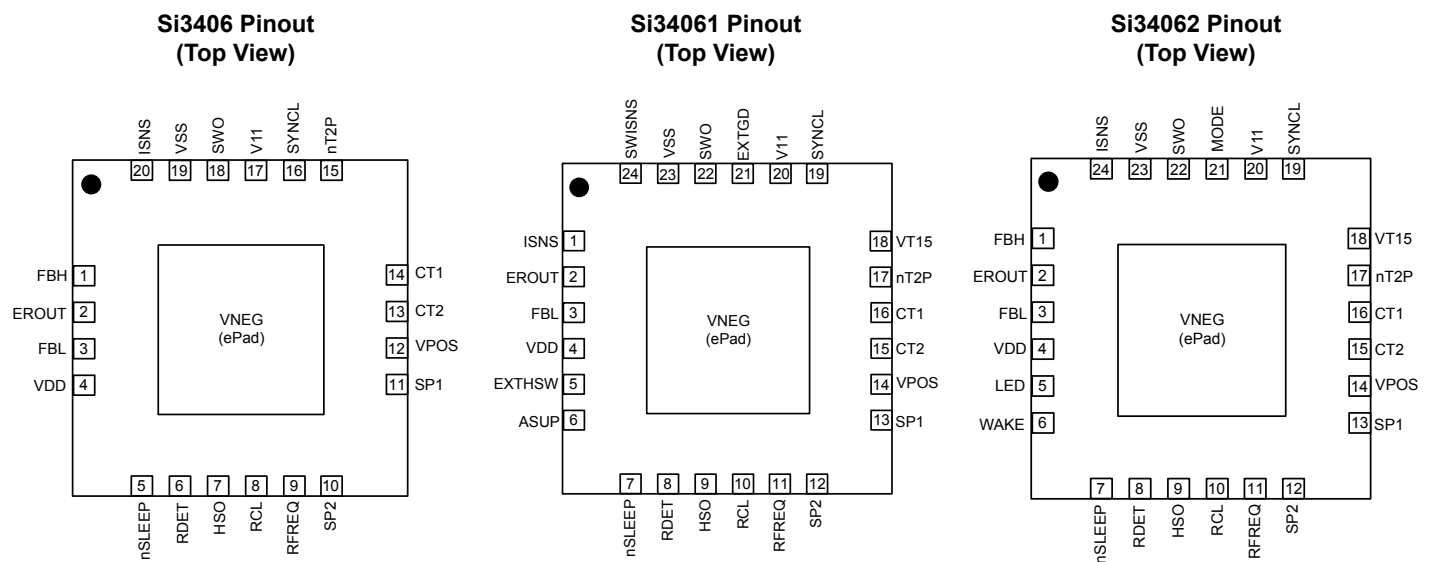 Si3406 Pinout
(Top View)
ISNS
VSS
SWO
V11
SYNCL
nT2P
20
19
18
17
16
15
FBH 1
EROUT 2
FBL 3
VDD 4
VNEG
(ePad)
14 CT1
13 CT2
12 VPOS
11 SP1
5
6
7
8
9
10
nSLEEP
RDET
HSO
RCL
RFREQ
SP2
Si34061 Pinout
(Top View)
SWISNS
VSS
SWO
EXTGD
V11
SYNCL
24
23
22
21
20
19
ISNS 1
EROUT 2
FBL 3
VDD 4
EXTHSW 5
ASUP 6
VNEG
(ePad)
18 VT15
17 nT2P
16 CT1
15 CT2
14 VPOS
13 SP1
7
8
9
10
11
12
nSLEEP
RDET
HSO
RCL
RFREQ
SP2
Si34062 Pinout
(Top View)
ISNS
VSS
SWO
MODE
V11
SYNCL
24
23
22
21
20
19
FBH 1
EROUT 2
FBL 3
VDD 4
LED 5
WAKE 6
VNEG
(ePad)
18 VT15
17 nT2P
16 CT1
15 CT2
14 VPOS
13 SP1
7
8
9
10
11
12
nSLEEP
RDET
HSO
RCL
RFREQ
SP2